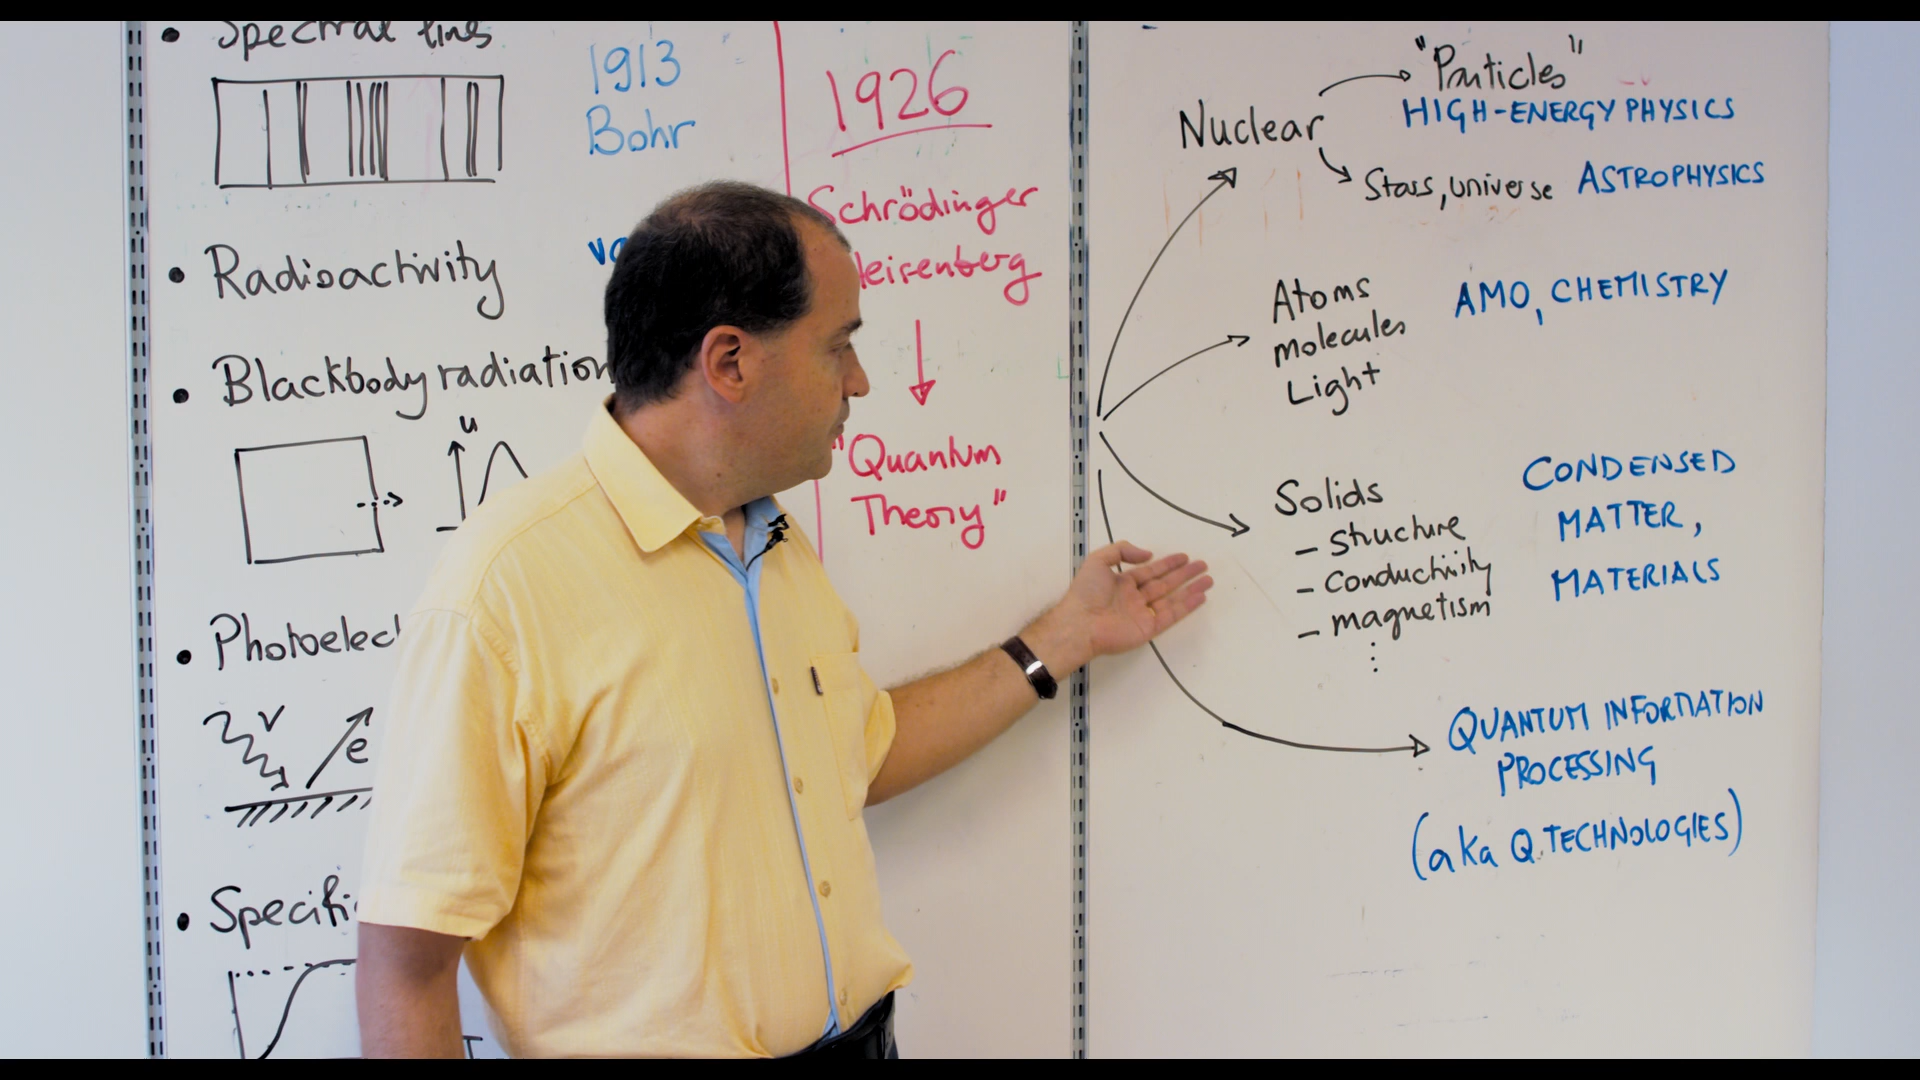 • Spectral lines
1913
Bohr
• Radioactivity
• Blackbody radiation
u
• Photoelect
ν
e
• Specific
T
1926
Schrödinger
Heisenberg
"Quantum
Theory"
Nuclear
"Particles"
HIGH-ENERGY PHYSICS
Stars, universe ASTROPHYSICS
Atoms
molecules
Light
AMO, CHEMISTRY
Solids
- Structure
- Conductivity
- magnetism
⋮
CONDENSED
MATTER,
MATERIALS
QUANTUM INFORMATION
PROCESSING
(aka Q.TECHNOLOGIES)